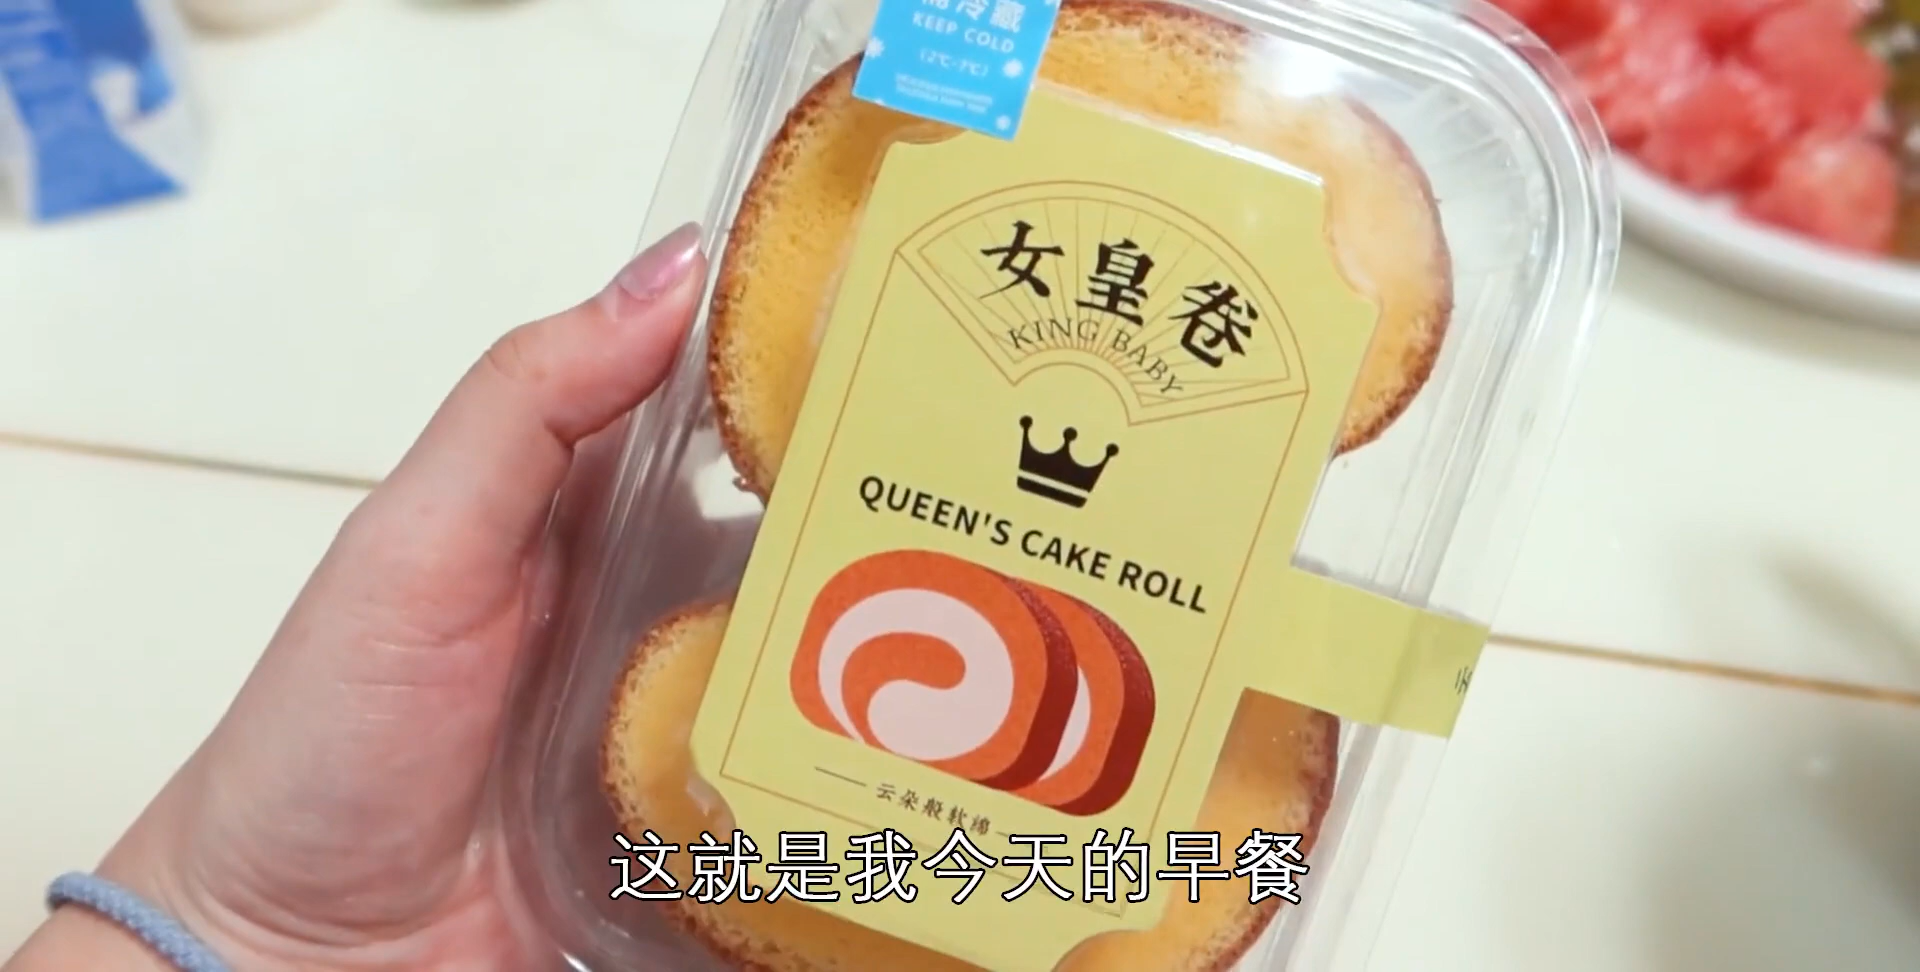 冷藏
KEEP COLD
(2℃-7℃)
女皇卷
KING BABY
QUEEN'S CAKE ROLL
云朵般软绵
这就是我今天的早餐